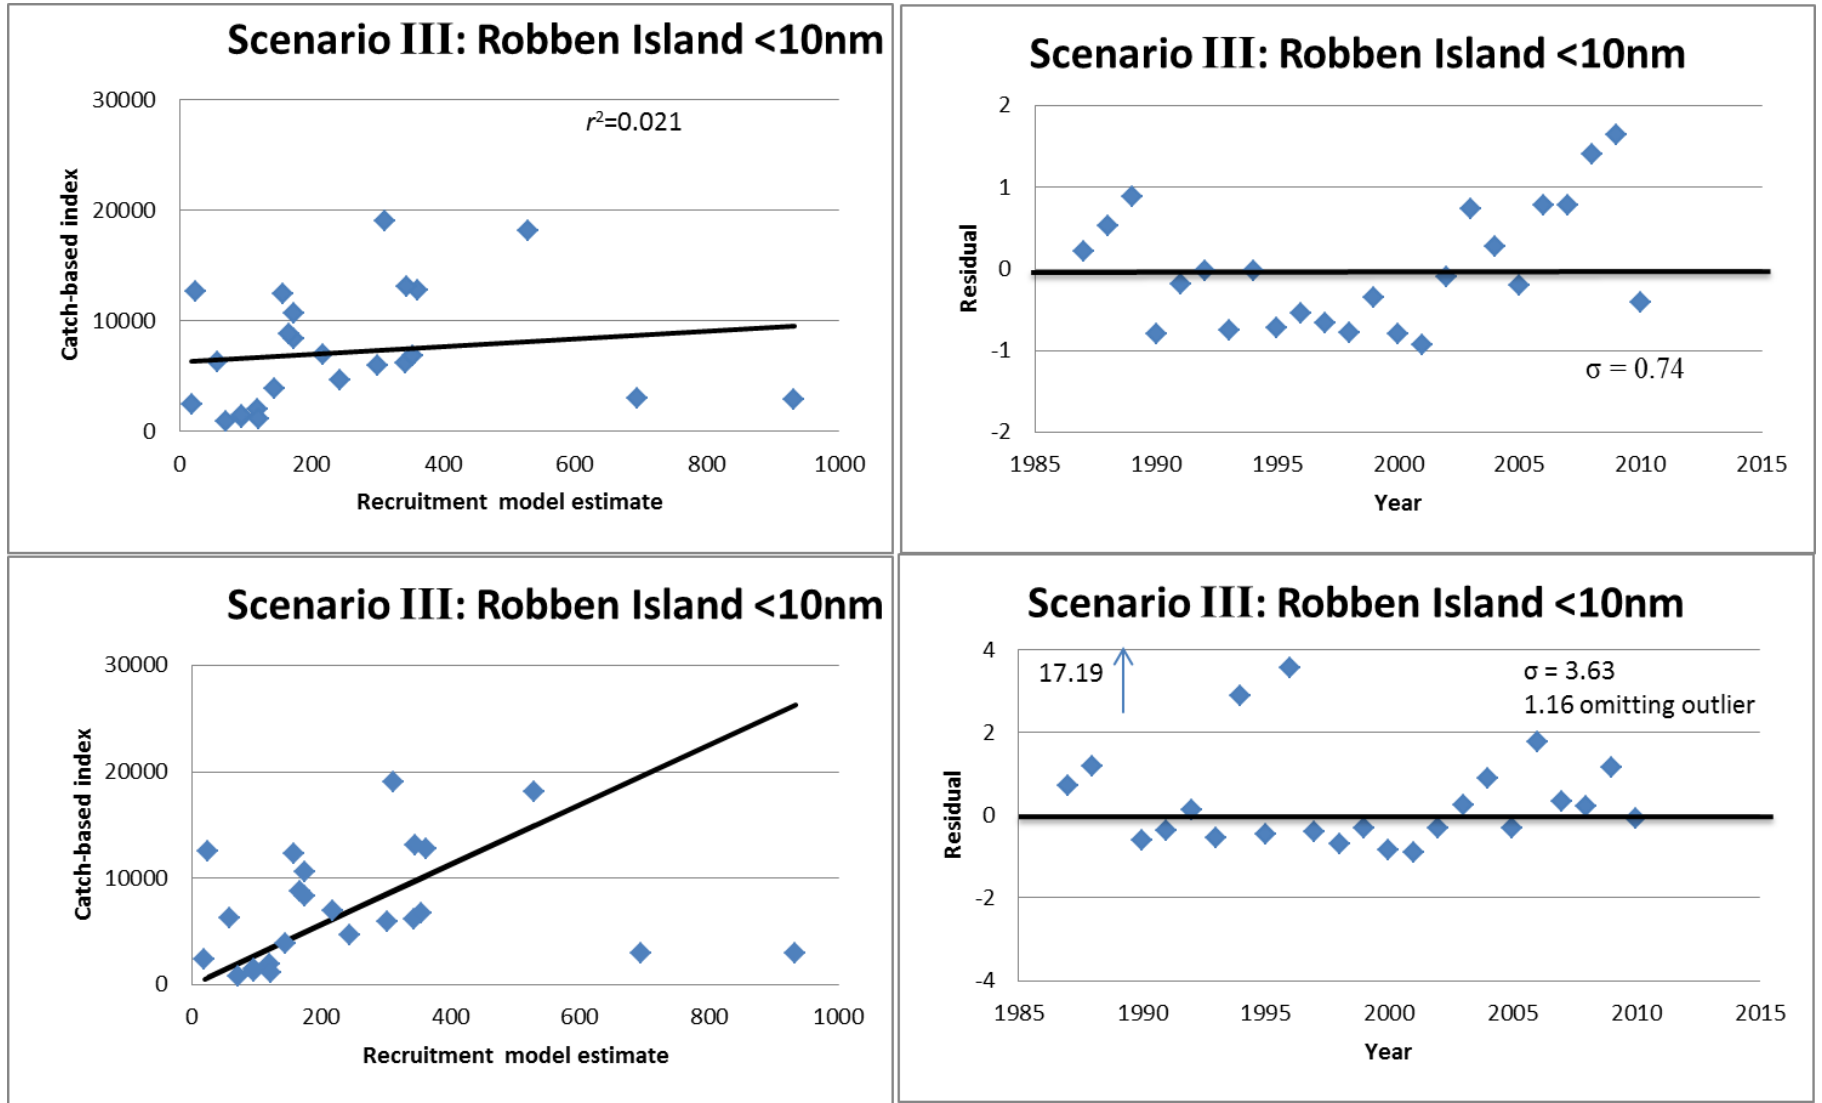 Scenario III: Robben Island <10nm
30000
20000
10000
0
r²=0.021
Catch-based index
0 200 400 600 800 1000
Recruitment model estimate
Scenario III: Robben Island <10nm
2
1
0
-1
-2
σ = 0.74
Residual
1985 1990 1995 2000 2005 2010 2015
Year
Scenario III: Robben Island <10nm
30000
20000
10000
0
Catch-based index
0 200 400 600 800 1000
Recruitment model estimate
Scenario III: Robben Island <10nm
4
2
0
-2
-4
17.19
σ = 3.63
1.16 omitting outlier
Residual
1985 1990 1995 2000 2005 2010 2015
Year